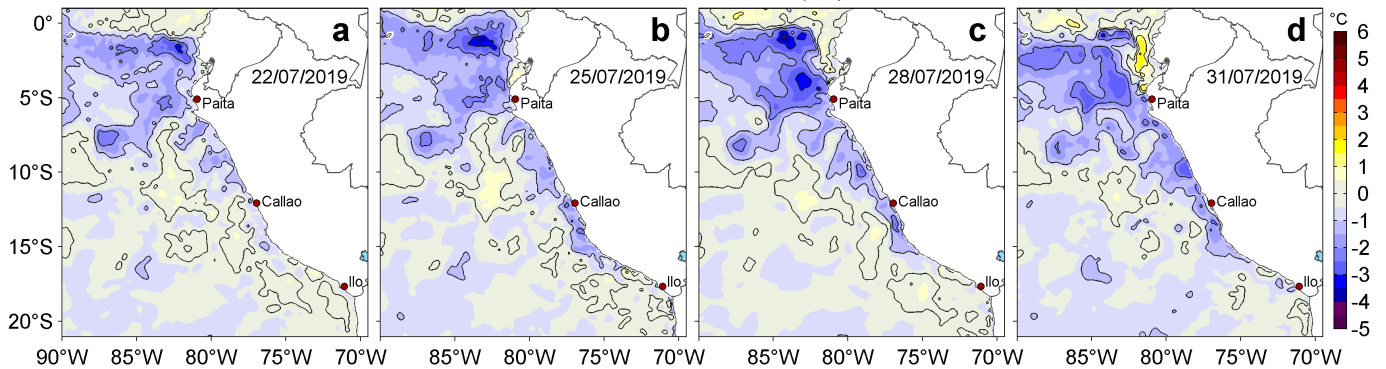 a b c d °C
22/07/2019 25/07/2019 28/07/2019 31/07/2019
0° 5°S 10°S 15°S 20°S
Paita Paita Paita Paita
Callao Callao Callao Callao
Ilo Ilo Ilo Ilo
90°W 85°W 80°W 75°W 70°W 85°W 80°W 75°W 70°W 85°W 80°W 75°W 70°W 85°W 80°W 75°W 70°W
6
5
4
3
2
1
0
-1
-2
-3
-4
-5